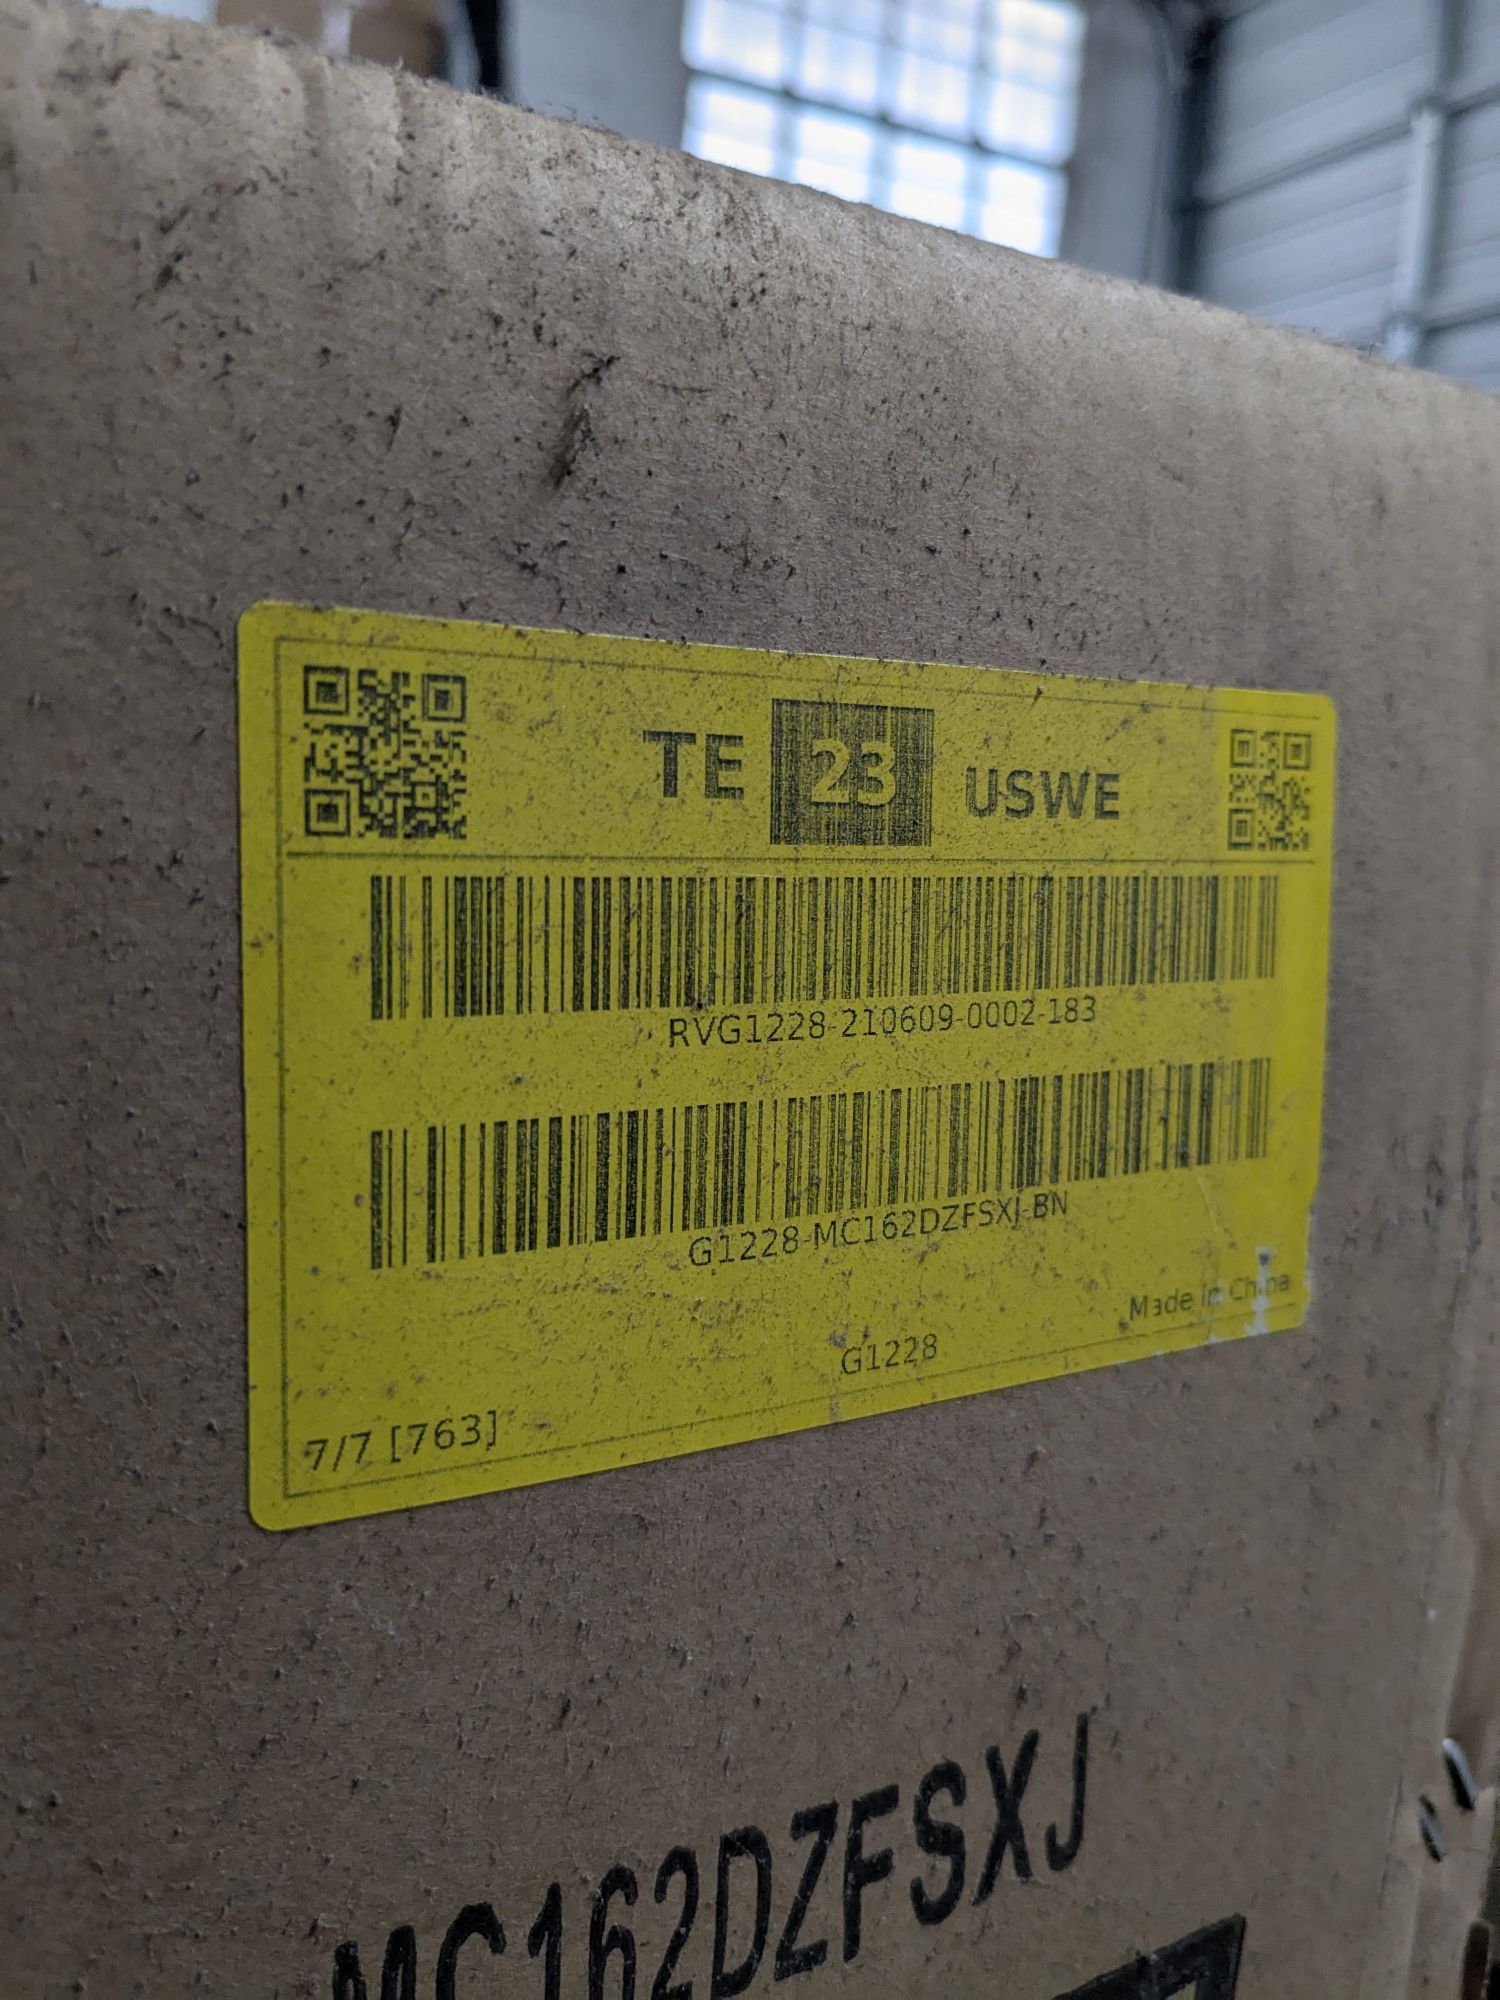 TE 23 USWE
RVG1228-210609-0002-183
G1228-MC162DZFSXJ-BN
Made in China
G1228
7/7 [763]
MC162DZFSXJ